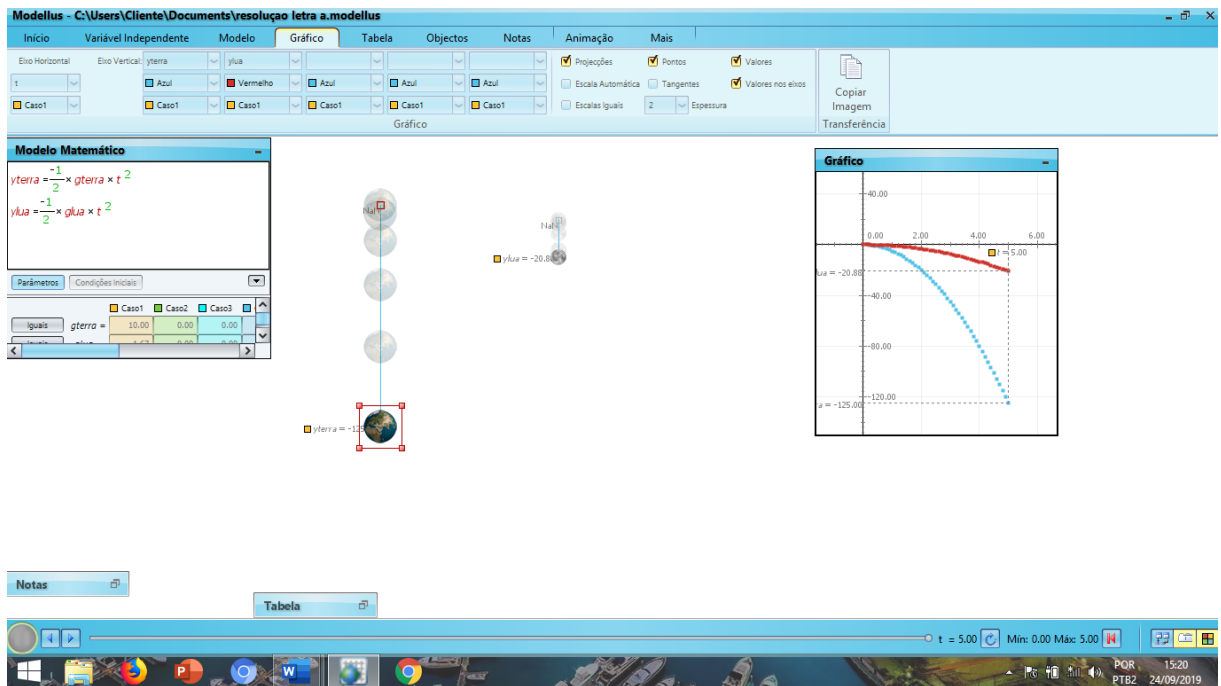 Modellus - C:\Users\Cliente\Documents\resoluçao letra a.modellus
Início Variável Independente Modelo Gráfico Tabela Objectos Notas Animação Mais
Eixo Horizontal Eixo Vertical: yterra ylua Projecções Pontos Valores
t Azul Vermelho Azul Azul Azul Escala Automática Tangentes Valores nos eixos
Caso1 Caso1 Caso1 Caso1 Caso1 Caso1 Escalas Iguais 2 Espessura
Copiar
Imagem
Gráfico Transferência
Modelo Matemático
yterra = -1/2 × gterra × t 2
ylua = -1/2 × glua × t 2
Parâmetros Condições Iniciais
Caso1 Caso2 Caso3
Iguais gterra = 10.00 0.00 0.00
NaN
yterra = -125
NaN
ylua = -20.88
Gráfico
40.00
0.00 2.00 4.00 6.00
t = 5.00
lua = -20.88
-40.00
-80.00
-120.00
a = -125.00
Notas
Tabela
t = 5.00 Mín: 0.00 Máx: 5.00
POR 15:20
PTB2 24/09/2019